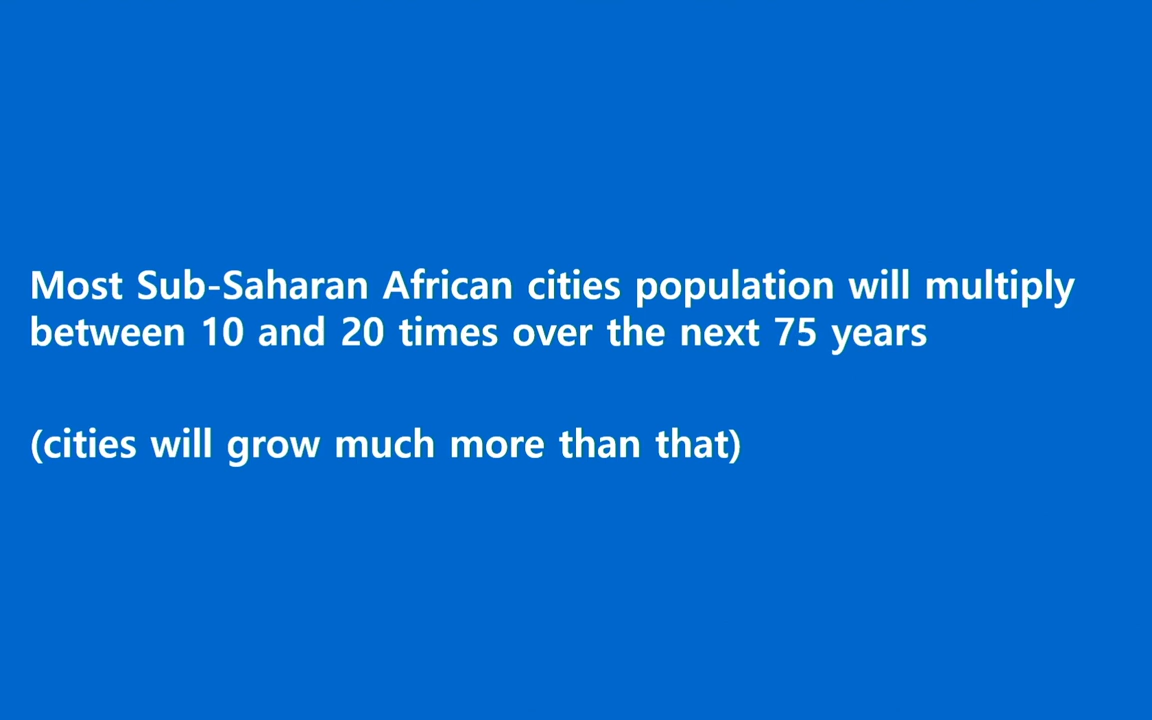 Most Sub-Saharan African cities population will multiply
between 10 and 20 times over the next 75 years
(cities will grow much more than that)